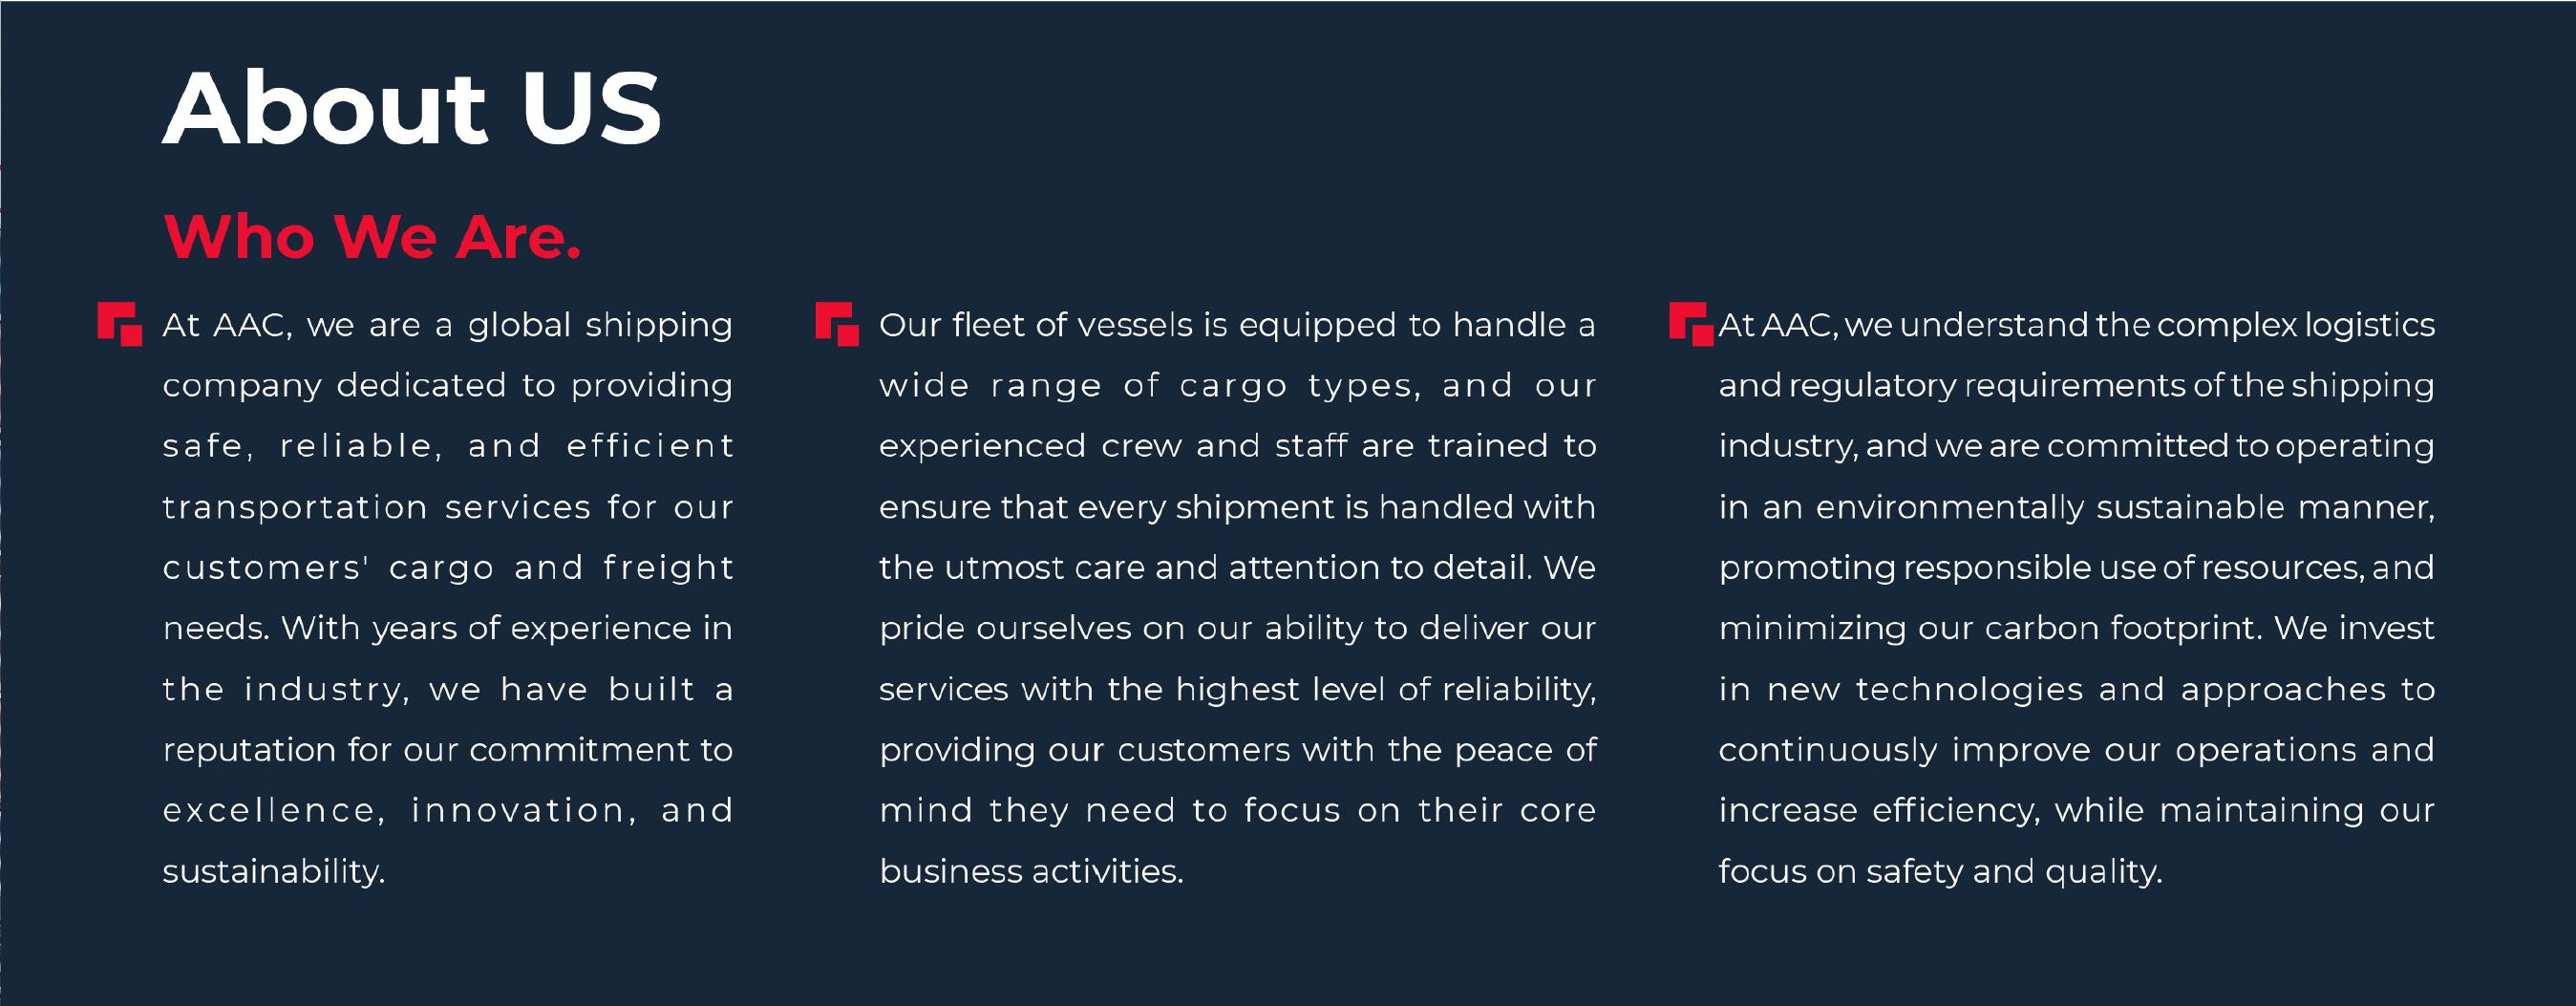 About US
Who We Are.
At AAC, we are a global shipping
company dedicated to providing
safe, reliable, and efficient
transportation services for our
customers' cargo and freight
needs. With years of experience in
the industry, we have built a
reputation for our commitment to
excellence, innovation, and
sustainability.
Our fleet of vessels is equipped to handle a
wide range of cargo types, and our
experienced crew and staff are trained to
ensure that every shipment is handled with
the utmost care and attention to detail. We
pride ourselves on our ability to deliver our
services with the highest level of reliability,
providing our customers with the peace of
mind they need to focus on their core
business activities.
At AAC, we understand the complex logistics
and regulatory requirements of the shipping
industry, and we are committed to operating
in an environmentally sustainable manner,
promoting responsible use of resources, and
minimizing our carbon footprint. We invest
in new technologies and approaches to
continuously improve our operations and
increase efficiency, while maintaining our
focus on safety and quality.